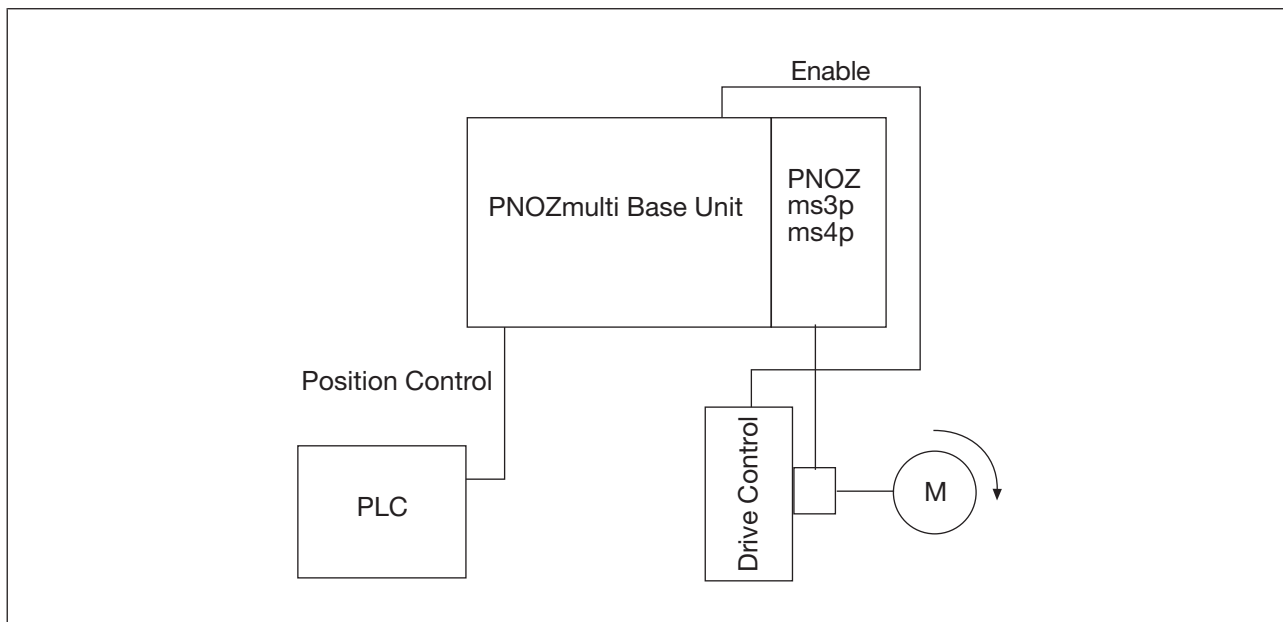 Enable
PNOZmulti Base Unit
PNOZ
ms3p
ms4p
Position Control
PLC
Drive Control
M